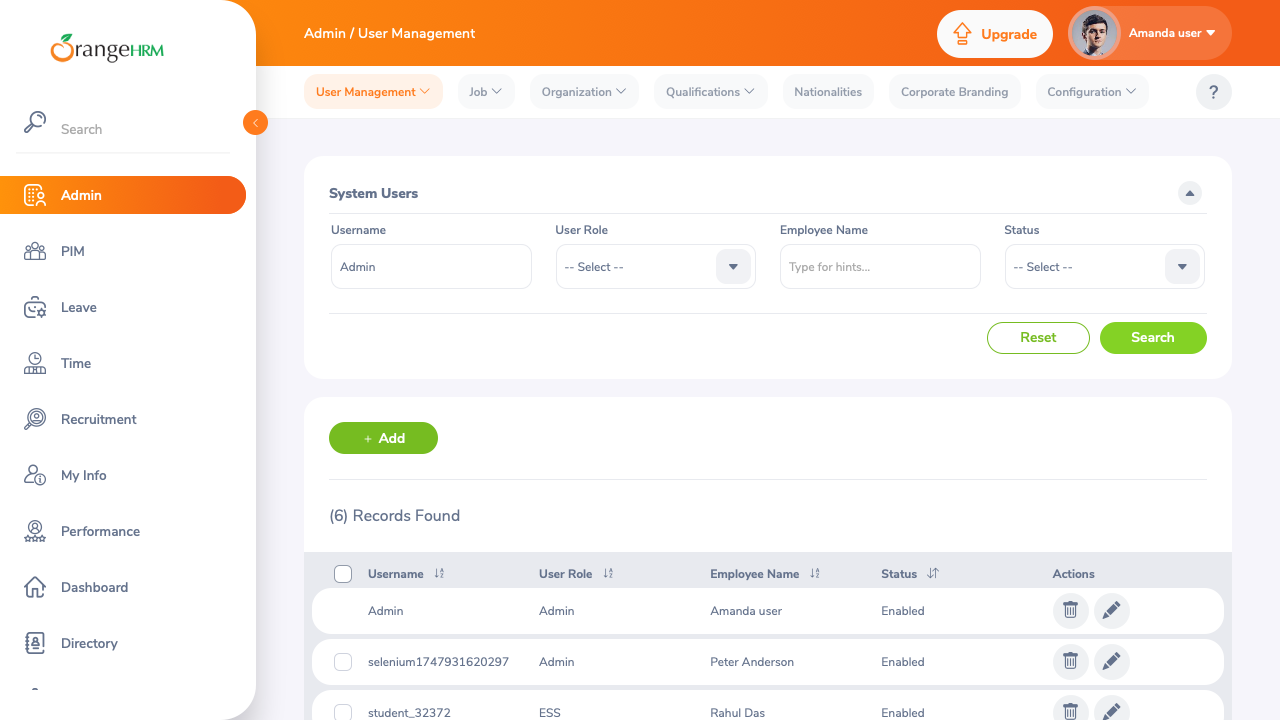 OrangeHRM
Search
Admin
PIM
Leave
Time
Recruitment
My Info
Performance
Dashboard
Directory
Admin / User Management
Upgrade
Amanda user
User Management
Job
Organization
Qualifications
Nationalities
Corporate Branding
Configuration
?
System Users
Username
User Role
Employee Name
Status
Admin
-- Select --
Type for hints...
-- Select --
Reset
Search
+ Add
(6) Records Found
Username User Role Employee Name Status Actions
Admin Admin Amanda user Enabled
selenium1747931620297 Admin Peter Anderson Enabled
student_32372 ESS Rahul Das Enabled